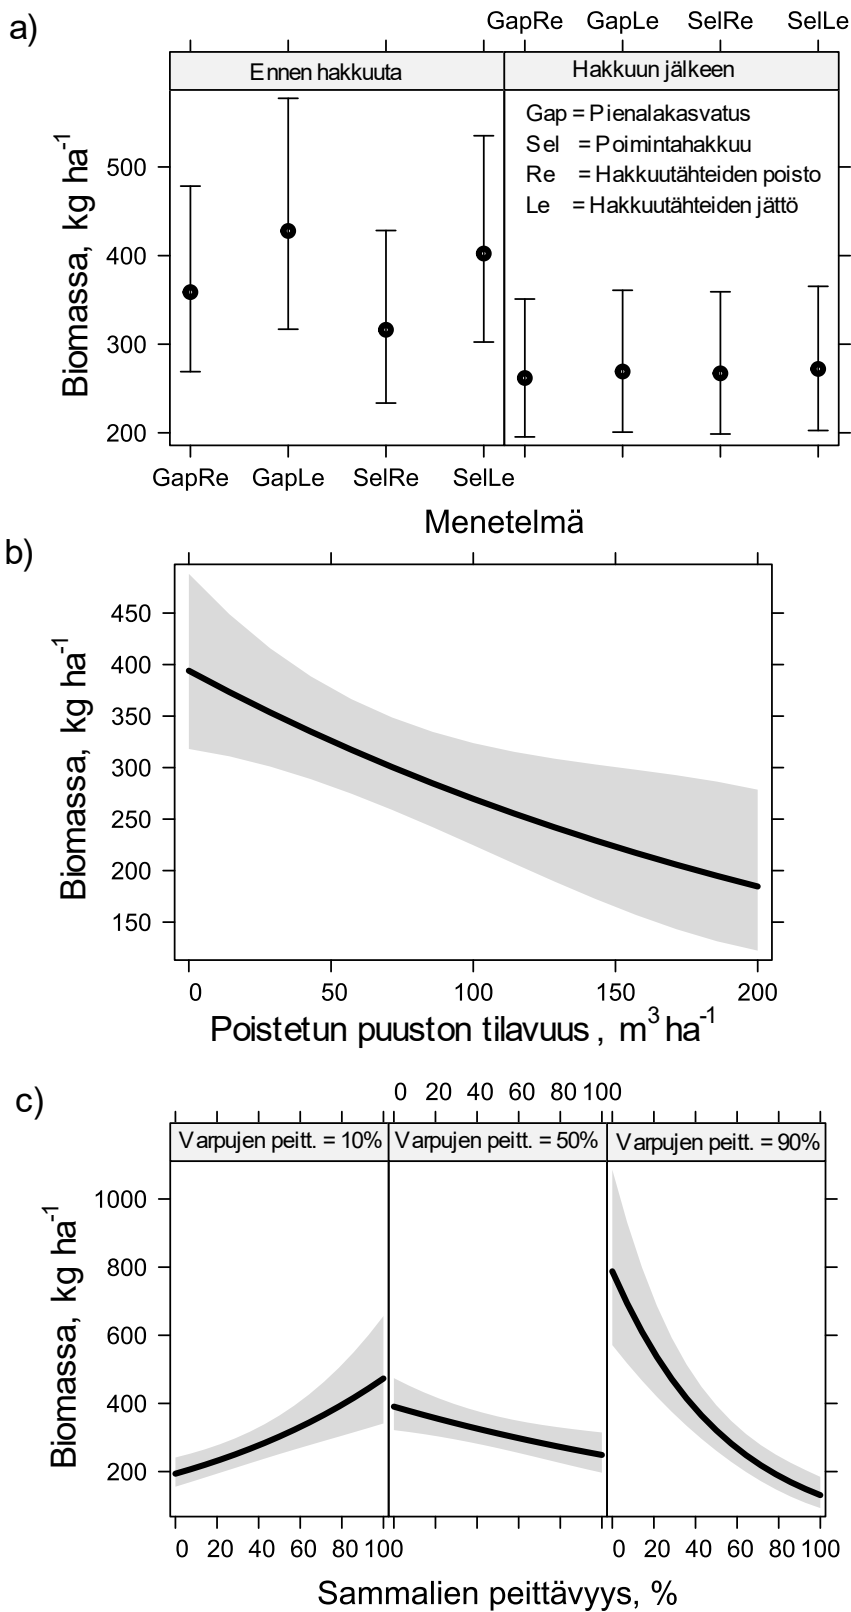 a)
GapRe GapLe SelRe SelLe
Ennen hakkuuta Hakkuun jälkeen
Gap = Pienalakasvatus
Sel = Poimintahakkuu
Re = Hakkuutähteiden poisto
Le = Hakkuutähteiden jättö
Biomassa, kg ha⁻¹
500
400
300
200
GapRe GapLe SelRe SelLe
Menetelmä
b)
Biomassa, kg ha⁻¹
450
400
350
300
250
200
150
0 50 100 150 200
Poistetun puuston tilavuus, m³ ha⁻¹
c)
0 20 40 60 80 100
Varpujen peitt. = 10% Varpujen peitt. = 50% Varpujen peitt. = 90%
Biomassa, kg ha⁻¹
1000
800
600
400
200
0 20 40 60 80 100 0 20 40 60 80 100
Sammalien peittävyys, %